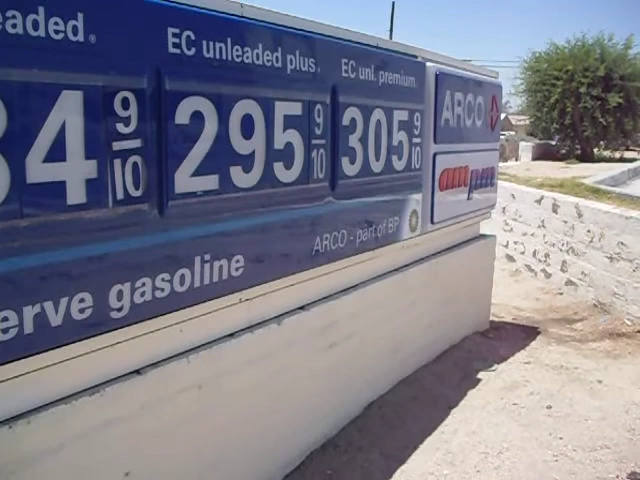 eaded.
84 9/10
EC unleaded plus.
295 9/10
EC unl. premium.
305 9/10
ARCO
ampm
ARCO - part of BP
erve gasoline